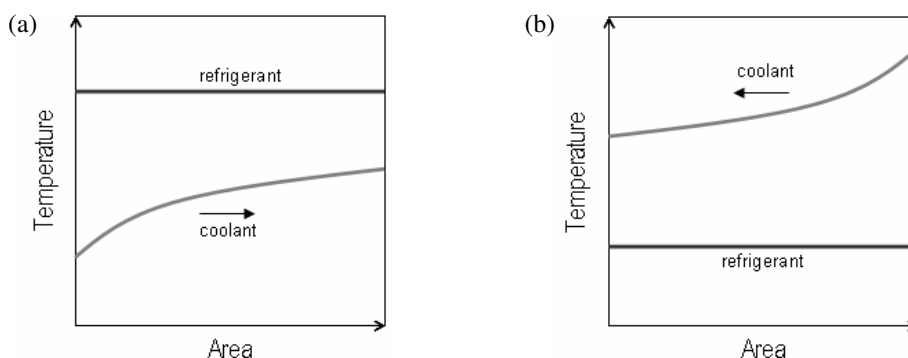 (a)
refrigerant
coolant
Temperature
Area
(b)
coolant
refrigerant
Temperature
Area